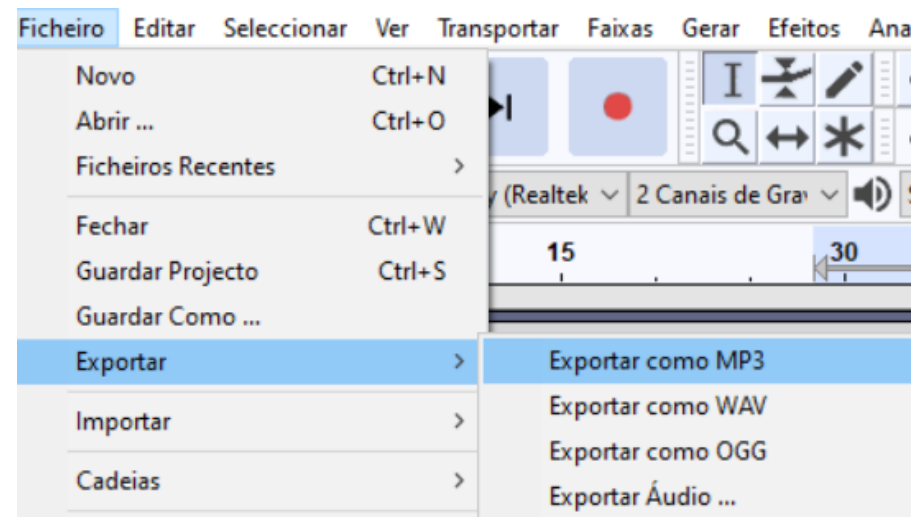 Ficheiro Editar Seleccionar Ver Transportar Faixas Gerar Efeitos Ana
Novo Ctrl+N
Abrir ... Ctrl+O
Ficheiros Recentes
(Realtek 2 Canais de Gra
Fechar Ctrl+W
15 30
Guardar Projecto Ctrl+S
Guardar Como ...
Exportar
Exportar como MP3
Exportar como WAV
Importar
Exportar como OGG
Cadeias
Exportar Áudio ...